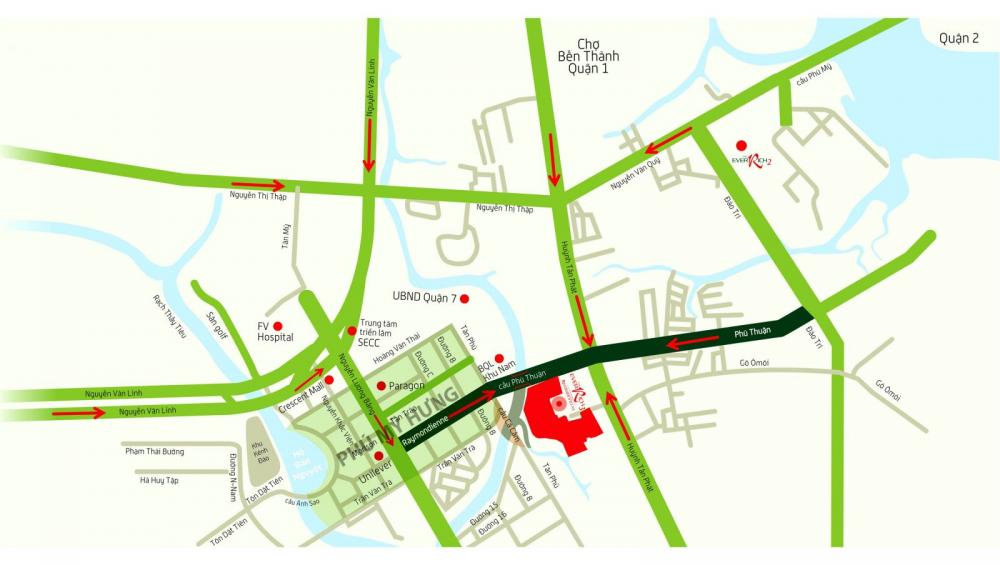 Chợ
Bến Thành
Quận 1
Quận 2
cầu Phú Mỹ
Nguyễn Văn Linh
EVERRICH2
Nguyễn Văn Quỳ
Nguyễn Thị Thập
Nguyễn Thị Thập
Đào Trí
Tân Mỹ
Huỳnh Tấn Phát
Rạch Thầy Tiêu
Sân golf
UBND Quận 7
FV
Hospital
Trung tâm
triển lãm
SECC
Hoàng Văn Thái
Đường C
Đường B
Tân Phú
BQL
Khu Nam
Phú Thuận
Đào Trí
Gò Ômôi
Gò Ômôi
cầu Phú Thuận
Nguyễn Lương Bằng
Paragon
Crescent Mall
Nguyễn Văn Linh
Nguyễn Văn Linh
Nguyễn Khắc Viện
Tân Trào
PHÚ MỸ HƯNG
Raymondienne
EVERRICH3
Đường B
cầu Cả Cấm
Unilever
Trần Văn Trà
Trần Văn Trà
Khu
Kênh
Đào
Hồ
Bán
Nguyệt
Phạm Thái Bường
Hà Huy Tập
Đường N-Nam
Tôn Dật Tiên
Tôn Dật Tiên
cầu Ánh Sao
Đường 15
Đường 16
Đường B
Tân Phú
Huỳnh Tấn Phát